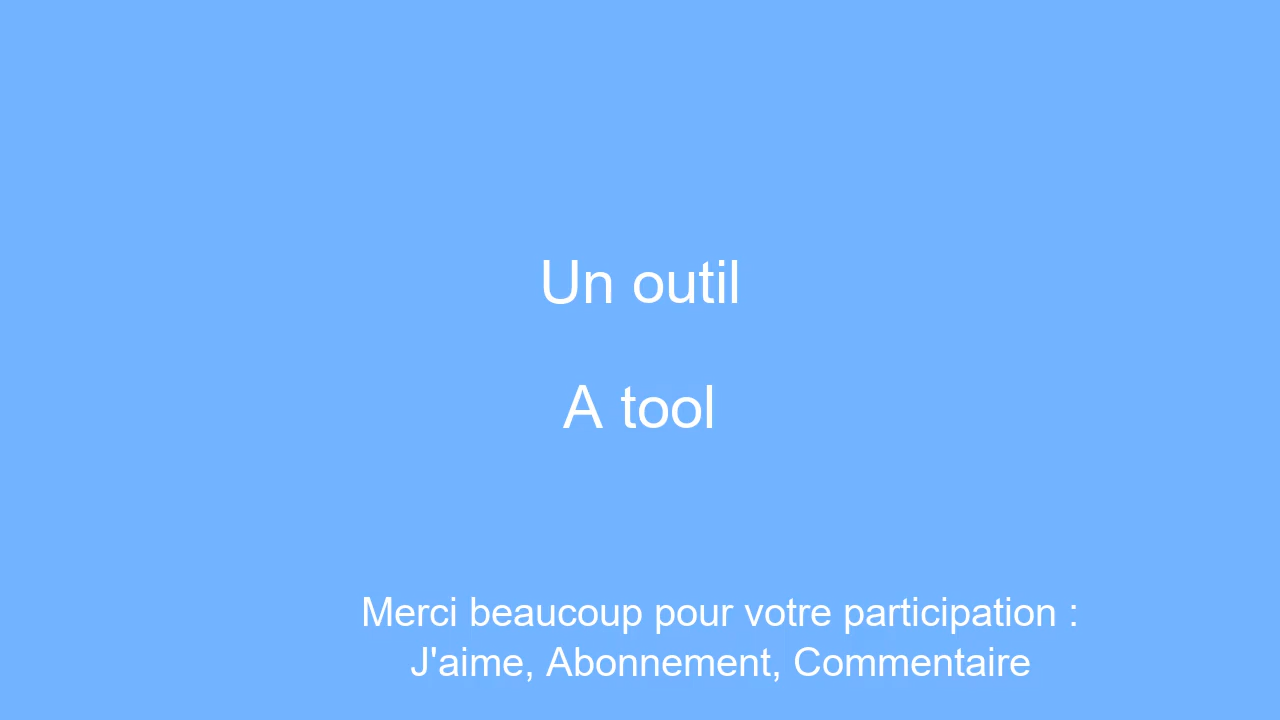 Un outil
A tool
Merci beaucoup pour votre participation :
J'aime, Abonnement, Commentaire